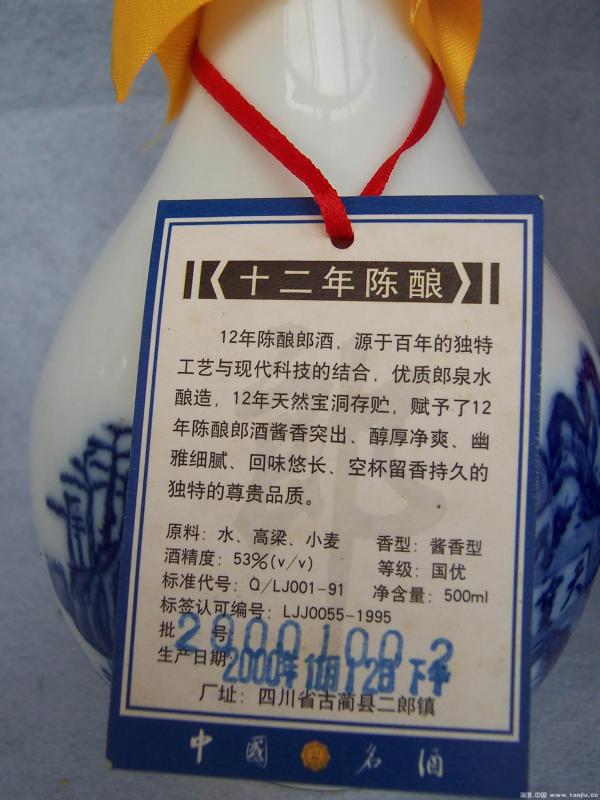 十二年陈酿
12年陈酿郎酒，源于百年的独特
工艺与现代科技的结合，优质郎泉水
酿造，12年天然宝洞存贮，赋予了12
年陈酿郎酒酱香突出、醇厚净爽、幽
雅细腻、回味悠长、空杯留香持久的
独特的尊贵品质。
原料：水、高梁、小麦 香型：酱香型
酒精度：53%(v/v) 等级：国优
标准代号：Q/LJ001-91 净含量：500ml
标签认可编号：LJJ0055-1995
批 号：
生产日期：2000年 12日 下午
厂址：四川省古蔺县二郎镇
中國名酒
www.taojiu.cc